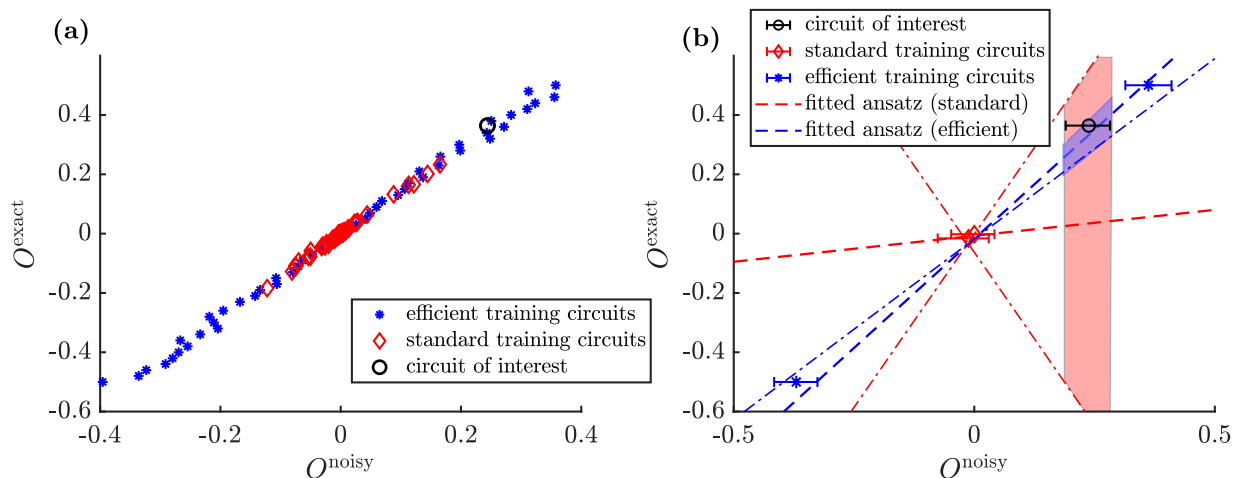 (a)
O^exact
0.4
0.2
0
-0.2
-0.4
-0.6
-0.4
-0.2
0
0.2
0.4
O^noisy
efficient training circuits
standard training circuits
circuit of interest
(b)
circuit of interest
standard training circuits
efficient training circuits
fitted ansatz (standard)
fitted ansatz (efficient)
O^exact
0.4
0.2
0
-0.2
-0.4
-0.6
-0.5
0
0.5
O^noisy